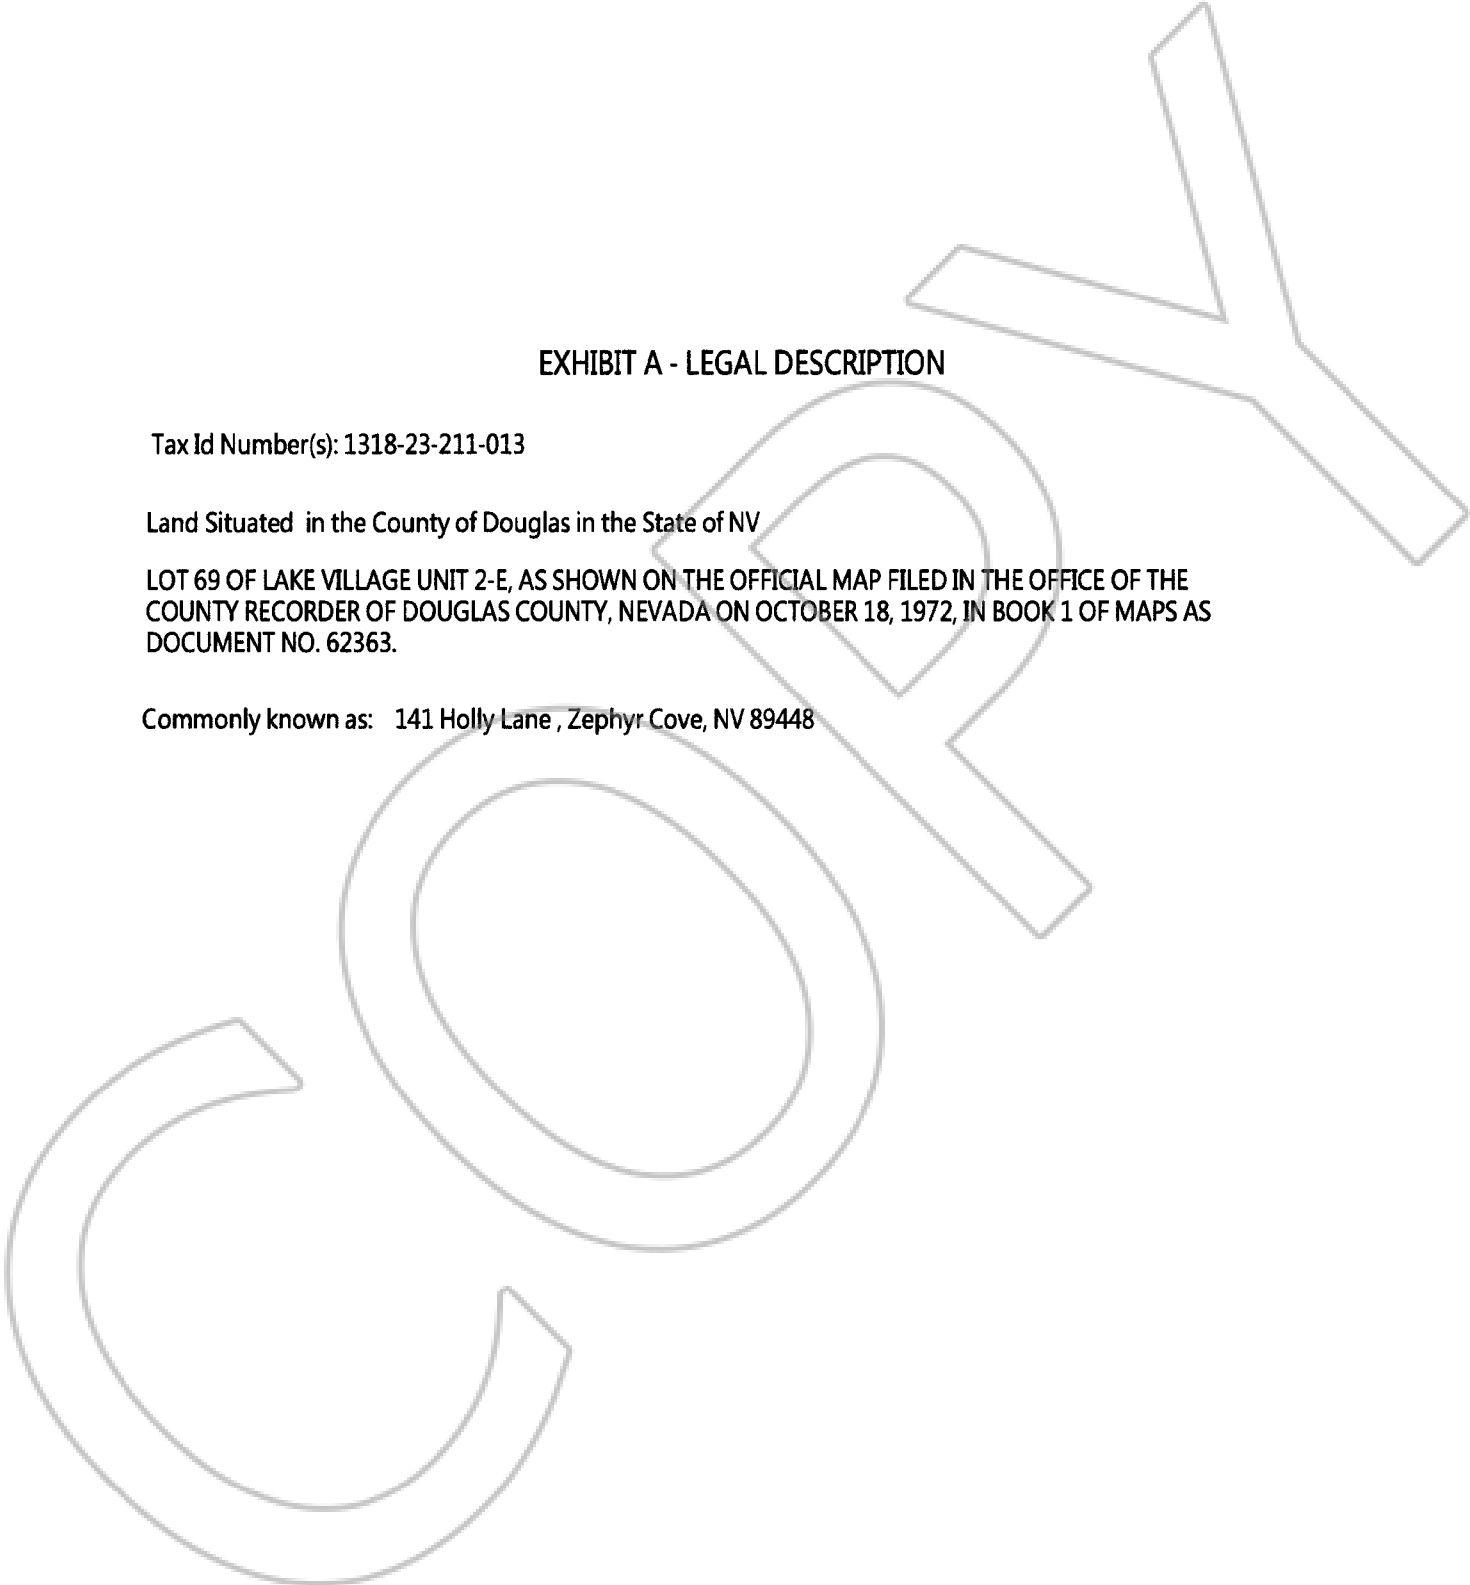 EXHIBIT A - LEGAL DESCRIPTION
Tax Id Number(s): 1318-23-211-013
Land Situated in the County of Douglas in the State of NV
LOT 69 OF LAKE VILLAGE UNIT 2-E, AS SHOWN ON THE OFFICIAL MAP FILED IN THE OFFICE OF THE
COUNTY RECORDER OF DOUGLAS COUNTY, NEVADA ON OCTOBER 18, 1972, IN BOOK 1 OF MAPS AS
DOCUMENT NO. 62363.
Commonly known as: 141 Holly Lane , Zephyr Cove, NV 89448
COPY